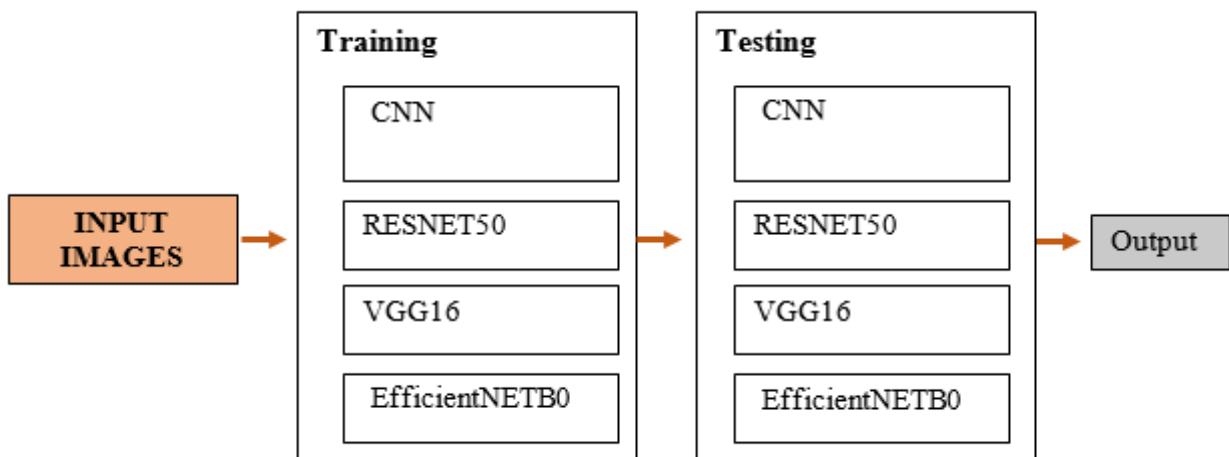 INPUT
IMAGES
Training
CNN
RESNET50
VGG16
EfficientNETB0
Testing
CNN
RESNET50
VGG16
EfficientNETB0
Output